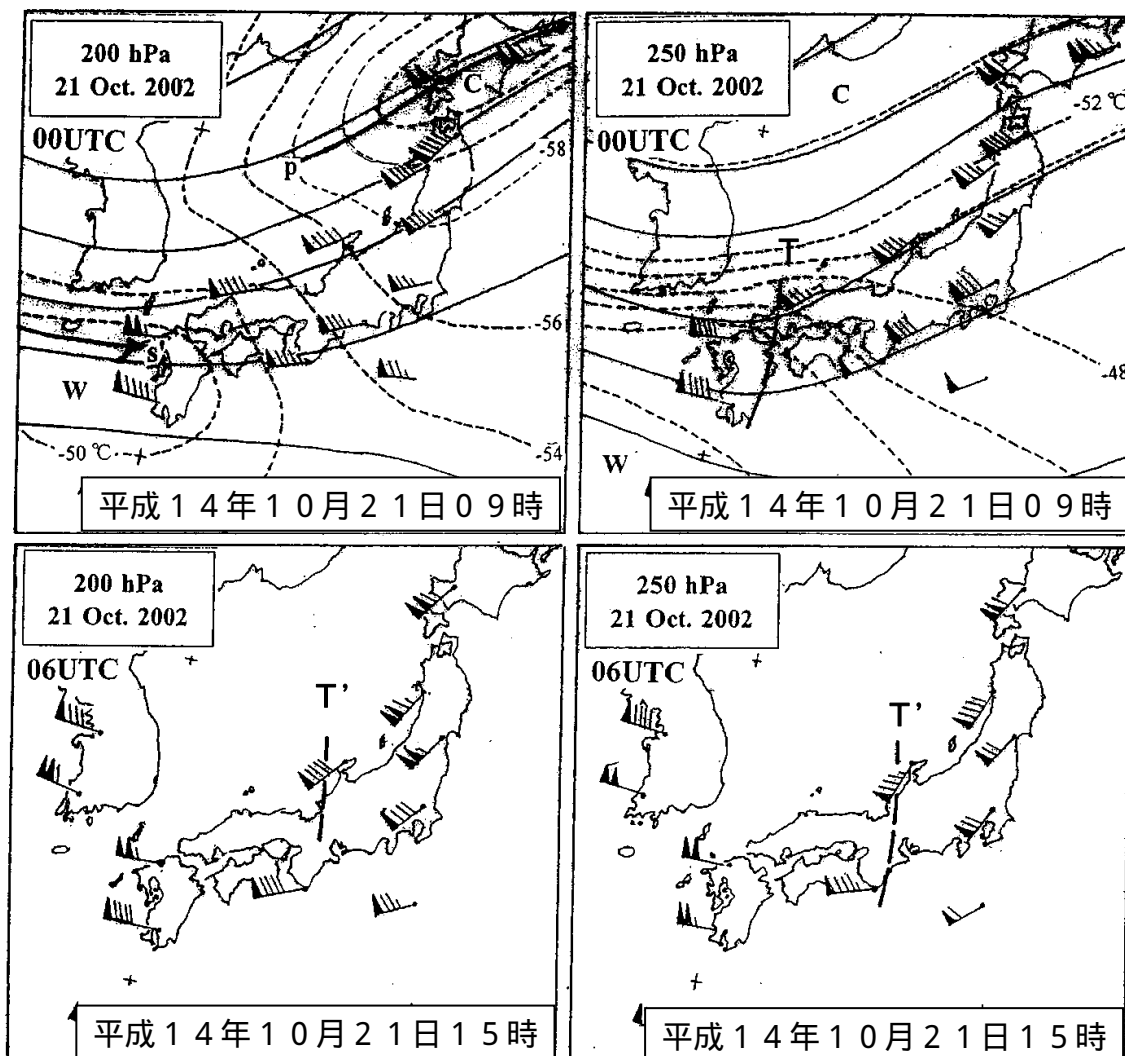 200 hPa
21 Oct. 2002
00UTC
C
p
-58
-56
s'
W
-50 ℃
-54
平成１４年１０月２１日０９時
250 hPa
21 Oct. 2002
00UTC
C
-52 ℃
T
-48
W
平成１４年１０月２１日０９時
200 hPa
21 Oct. 2002
06UTC
T'
平成１４年１０月２１日１５時
250 hPa
21 Oct. 2002
06UTC
T'
平成１４年１０月２１日１５時